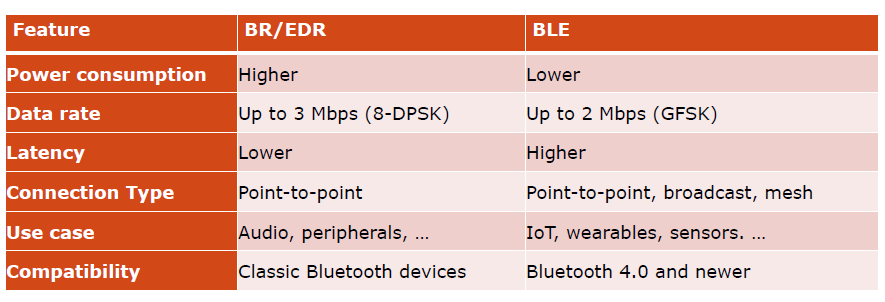 Feature BR/EDR BLE
Power consumption Higher Lower
Data rate Up to 3 Mbps (8-DPSK) Up to 2 Mbps (GFSK)
Latency Lower Higher
Connection Type Point-to-point Point-to-point, broadcast, mesh
Use case Audio, peripherals, … IoT, wearables, sensors. …
Compatibility Classic Bluetooth devices Bluetooth 4.0 and newer